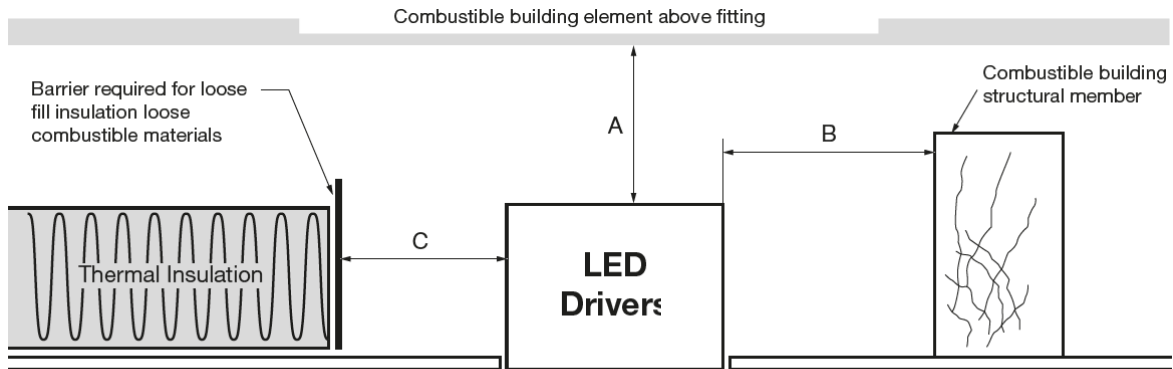 Combustible building element above fitting
Barrier required for loose
fill insulation loose
combustible materials
Combustible building
structural member
A
B
C
Thermal Insulation
LED
Drivers